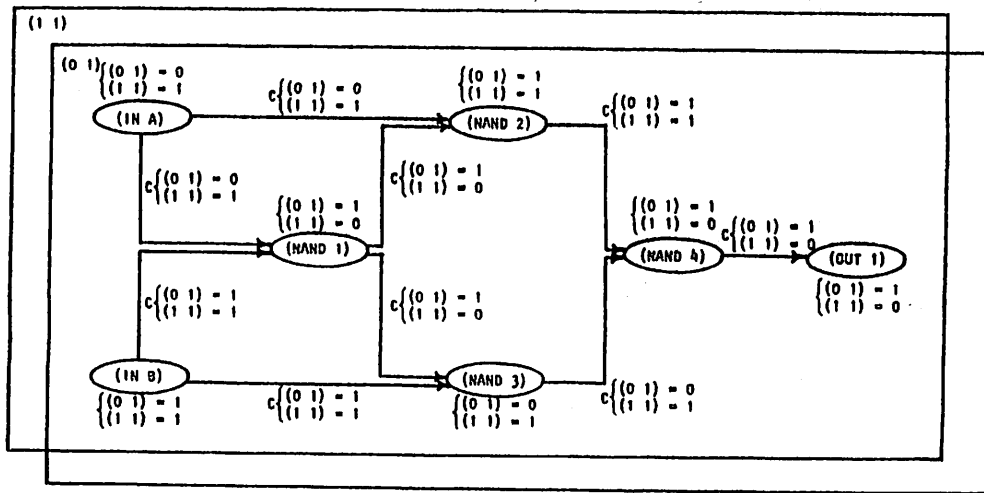 (1 1)
(0 1)
{(0 1) = 0
{(1 1) = 1
(IN A)
C{(0 1) = 0
{(1 1) = 1
{(0 1) = 1
{(1 1) = 1
(NAND 2)
C{(0 1) = 1
{(1 1) = 1
C{(0 1) = 0
{(1 1) = 1
C{(0 1) = 1
{(1 1) = 0
{(0 1) = 1
{(1 1) = 0
(NAND 1)
{(0 1) = 1
{(1 1) = 0
(NAND 4)
C{(0 1) = 1
{(1 1) = 0
(OUT 1)
{(0 1) = 1
{(1 1) = 0
C{(0 1) = 1
{(1 1) = 1
C{(0 1) = 1
{(1 1) = 0
(IN B)
{(0 1) = 1
{(1 1) = 1
C{(0 1) = 1
{(1 1) = 1
(NAND 3)
{(0 1) = 0
{(1 1) = 1
C{(0 1) = 0
{(1 1) = 1